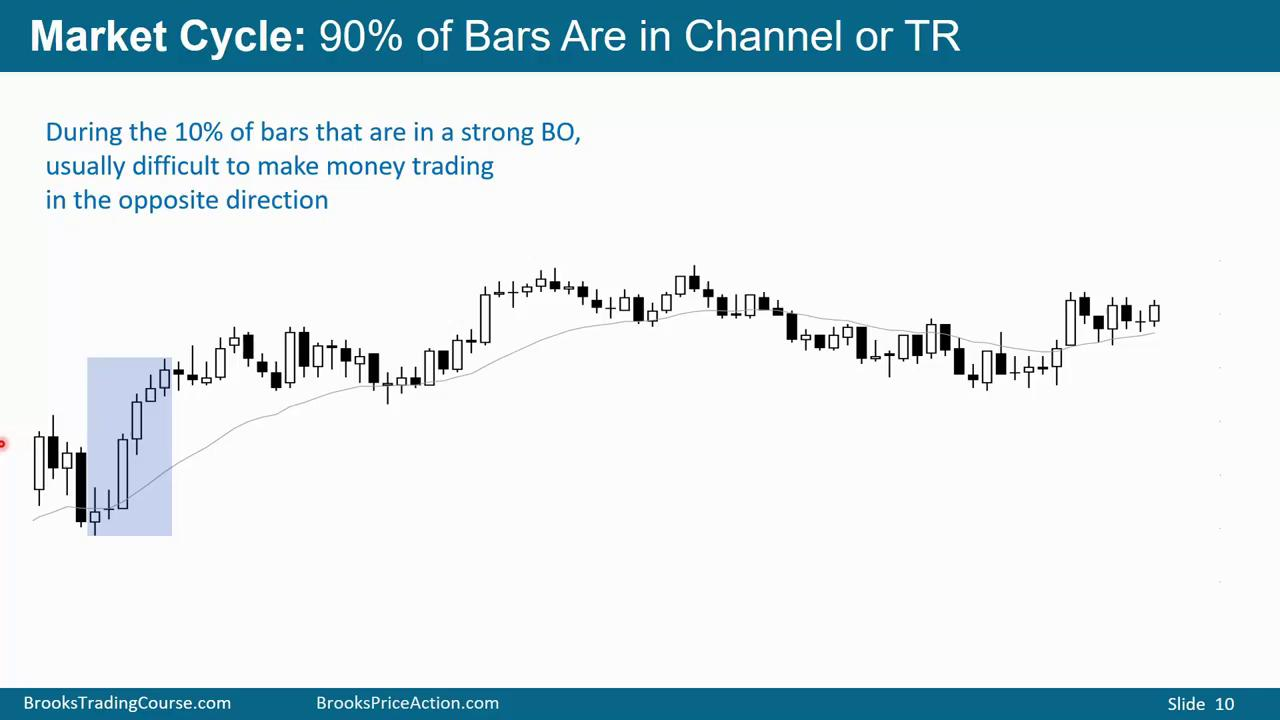 Market Cycle: 90% of Bars Are in Channel or TR
During the 10% of bars that are in a strong BO,
usually difficult to make money trading
in the opposite direction
BrooksTradingCourse.com
BrooksPriceAction.com
Slide 10